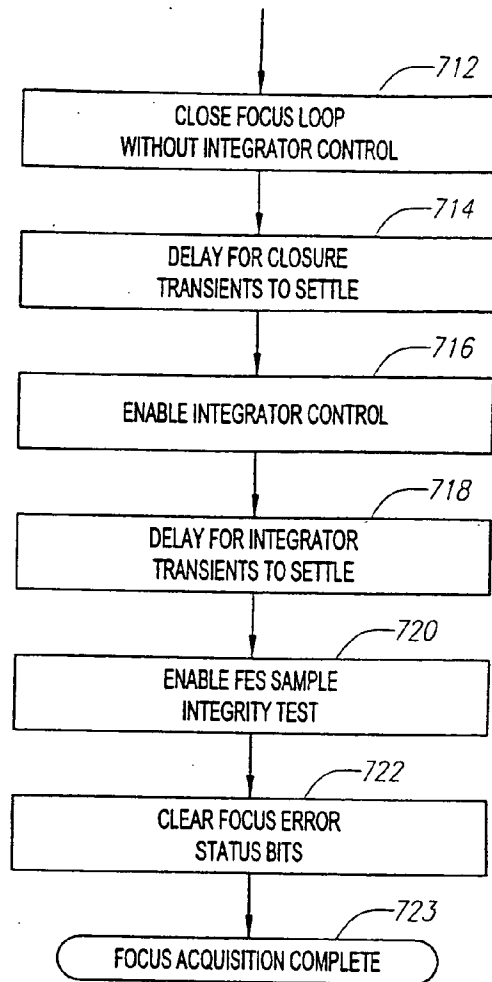 712
CLOSE FOCUS LOOP
WITHOUT INTEGRATOR CONTROL
714
DELAY FOR CLOSURE
TRANSIENTS TO SETTLE
716
ENABLE INTEGRATOR CONTROL
718
DELAY FOR INTEGRATOR
TRANSIENTS TO SETTLE
720
ENABLE FES SAMPLE
INTEGRITY TEST
722
CLEAR FOCUS ERROR
STATUS BITS
723
FOCUS ACQUISITION COMPLETE